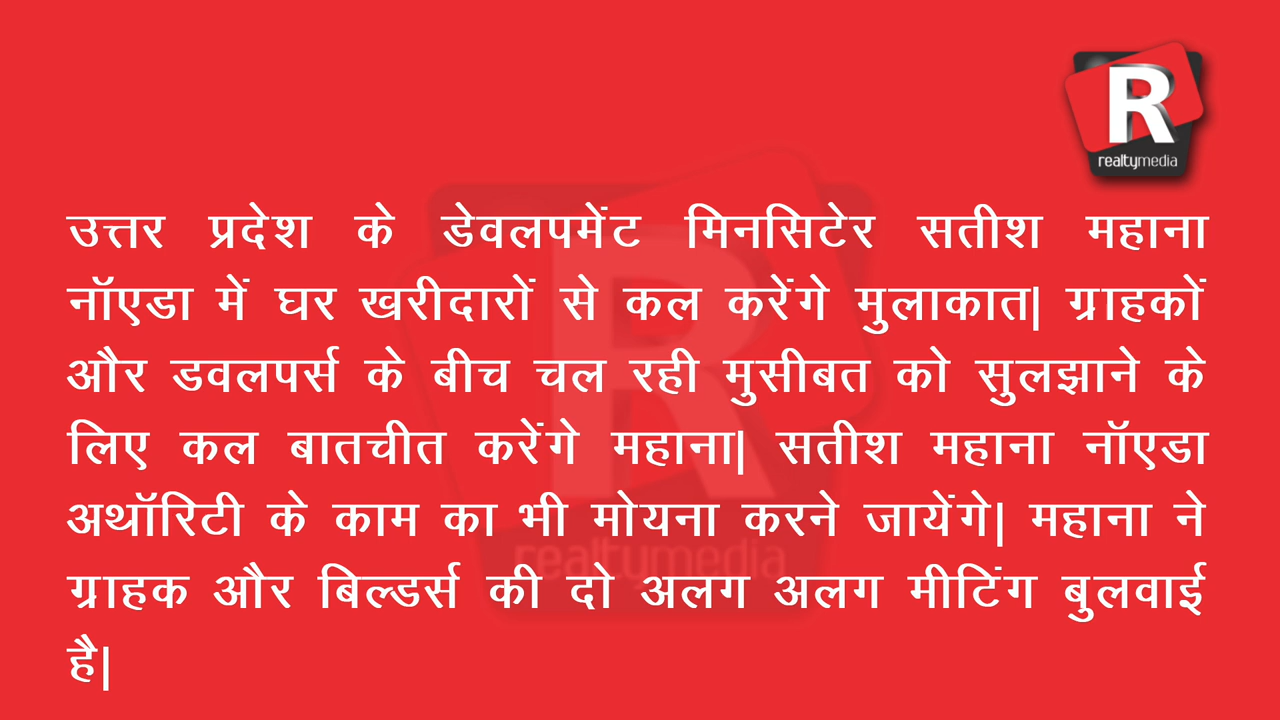 R
realtymedia
उत्तर प्रदेश के डेवलपमेंट मिनसिटेर सतीश महाना
नॉएडा में घर खरीदारों से कल करेंगे मुलाकात| ग्राहकों
और डवलपर्स के बीच चल रही मुसीबत को सुलझाने के
लिए कल बातचीत करेंगे महाना| सतीश महाना नॉएडा
अथॉरिटी के काम का भी मोयना करने जायेंगे| महाना ने
ग्राहक और बिल्डर्स की दो अलग अलग मीटिंग बुलवाई
है|
R
realtymedia